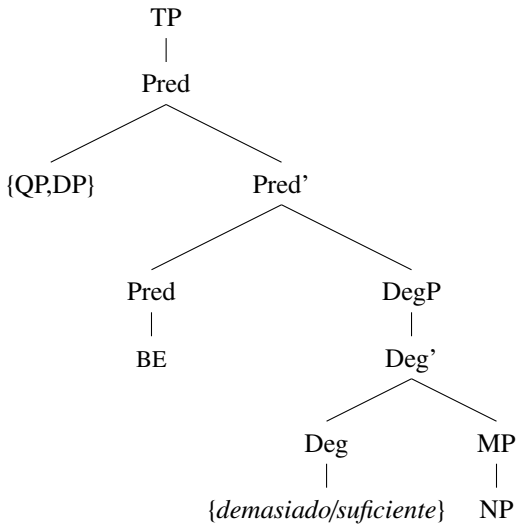 TP
Pred
{QP,DP} Pred’
Pred DegP
BE Deg’
Deg MP
{demasiado/suficiente} NP